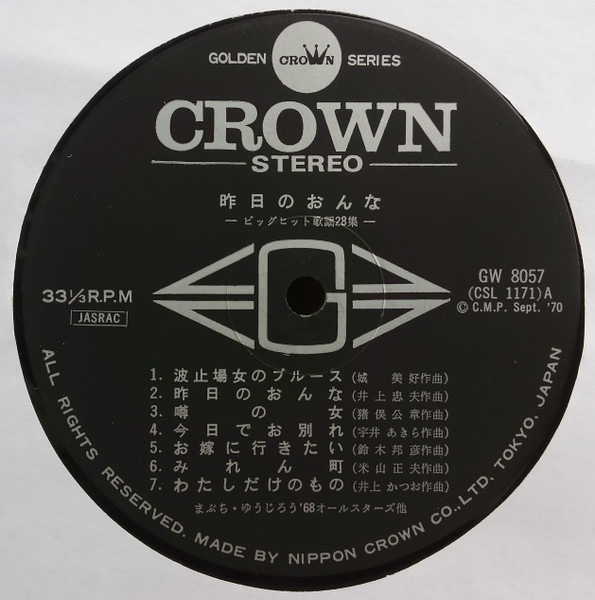 GOLDEN CROWN SERIES
CROWN
STEREO
昨日のおんな
— ビッグヒット歌謡28集 —
33 1/3 R.P.M
JASRAC
G
GW 8057
(CSL 1171)A
© C.M.P. Sept. '70
1. 波止場女のブルース (城 美好作曲)
2. 昨日のおんな (井上忠夫作曲)
3. 噂の女 (猪俣公章作曲)
4. 今日でお別れ (宇井あきら作曲)
5. お嫁に行きたい (鈴木邦彦作曲)
6. みれん町 (米山正夫作曲)
7. わたしだけのもの (井上かつお作曲)
まぶち・ゆうじろう'68オールスターズ他
ALL RIGHTS RESERVED. MADE BY NIPPON CROWN CO.,LTD. TOKYO. JAPAN